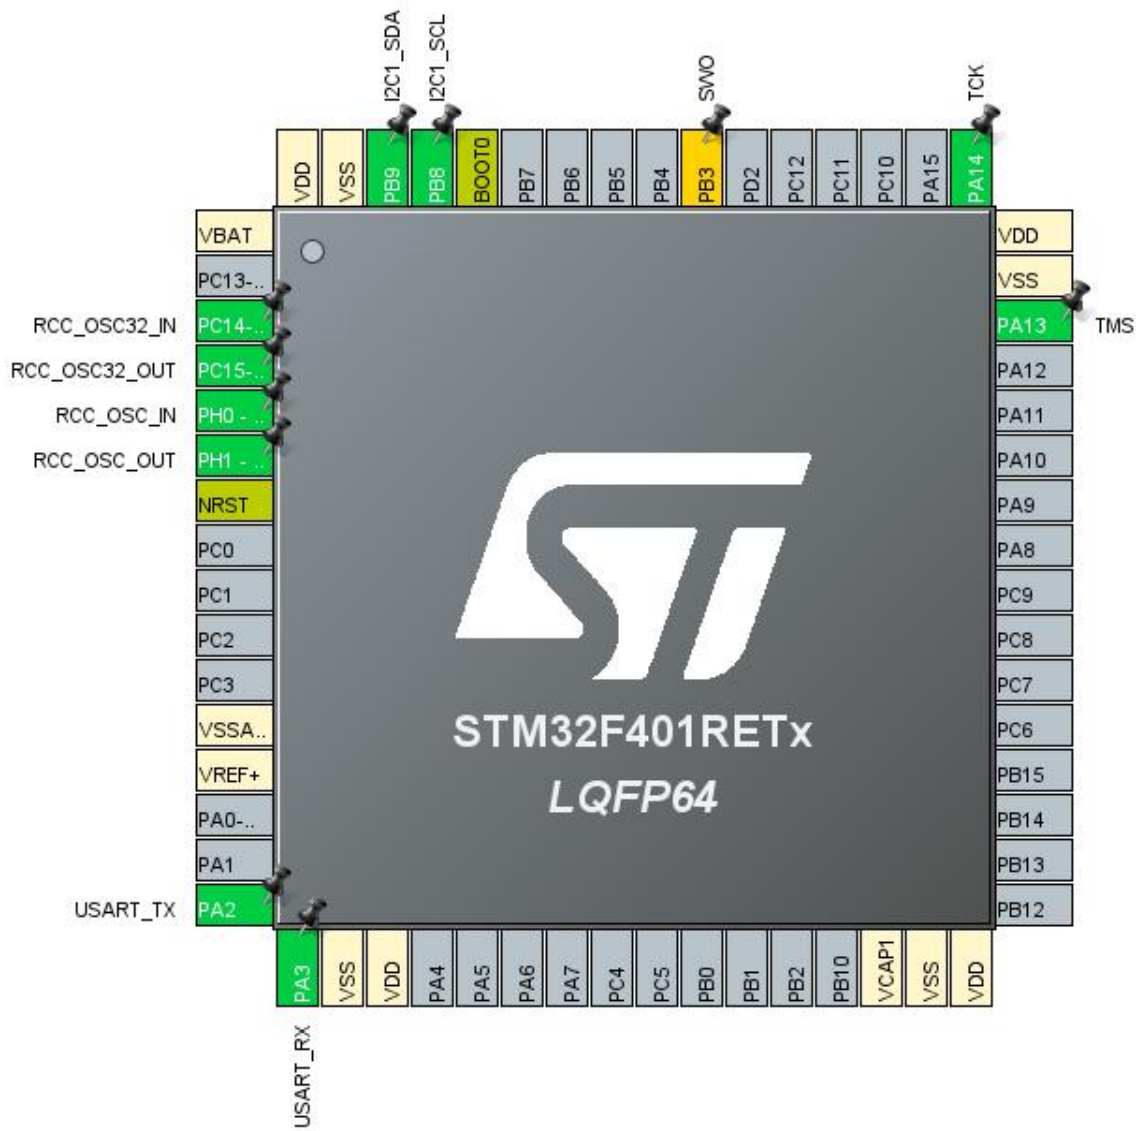 I2C1_SDA
I2C1_SCL
SWO
TCK
VDD
VSS
PB9
PB8
BOOT0
PB7
PB6
PB5
PB4
PB3
PD2
PC12
PC11
PC10
PA15
PA14
VBAT
PC13-..
RCC_OSC32_IN
PC14-..
RCC_OSC32_OUT
PC15-..
RCC_OSC_IN
PH0 - ..
RCC_OSC_OUT
PH1 - ..
NRST
PC0
PC1
PC2
PC3
VSSA..
VREF+
PA0-..
PA1
USART_TX
PA2
ST
STM32F401RETx
LQFP64
VDD
VSS
PA13
TMS
PA12
PA11
PA10
PA9
PA8
PC9
PC8
PC7
PC6
PB15
PB14
PB13
PB12
PA3
VSS
VDD
PA4
PA5
PA6
PA7
PC4
PC5
PB0
PB1
PB2
PB10
VCAP1
VSS
VDD
USART_RX